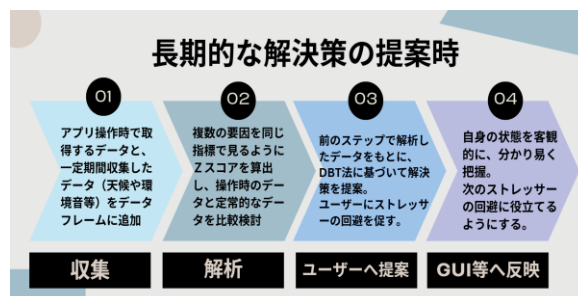 長期的な解決策の提案時
01
アプリ操作時で取
得するデータと、
一定期間収集した
データ（天候や環
境音等）をデータ
フレームに追加
02
複数の要因を同じ
指標で見るように
Zスコアを算出
し、操作時のデー
タと定常的なデー
タを比較検討
03
前のステップで解析し
たデータをもとに、
DBT法に基づいて解決
策を提案。
ユーザーにストレッサ
ーの回避を促す。
04
自身の状態を客観
的に、分かり易く
把握。
次のストレッサー
の回避に役立てる
ようにする。
収集
解析
ユーザーへ提案
GUI等へ反映